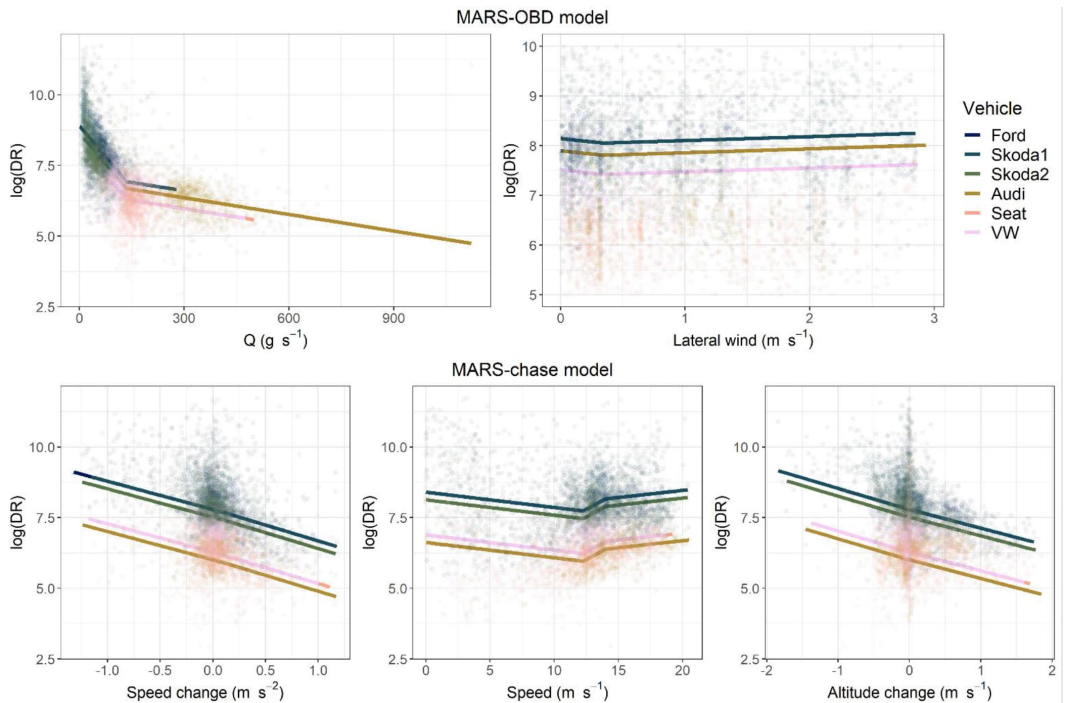 MARS-OBD model
log(DR)
10.0
7.5
5.0
2.5
0
300
600
900
Q (g s⁻¹)
log(DR)
10
9
8
7
6
5
0
1
2
3
Lateral wind (m s⁻¹)
Vehicle
Ford
Skoda1
Skoda2
Audi
Seat
VW
MARS-chase model
log(DR)
10.0
7.5
5.0
2.5
-1.0
-0.5
0.0
0.5
1.0
Speed change (m s⁻²)
log(DR)
10.0
7.5
5.0
2.5
0
5
10
15
20
Speed (m s⁻¹)
log(DR)
10.0
7.5
5.0
2.5
-2
-1
0
1
2
Altitude change (m s⁻¹)